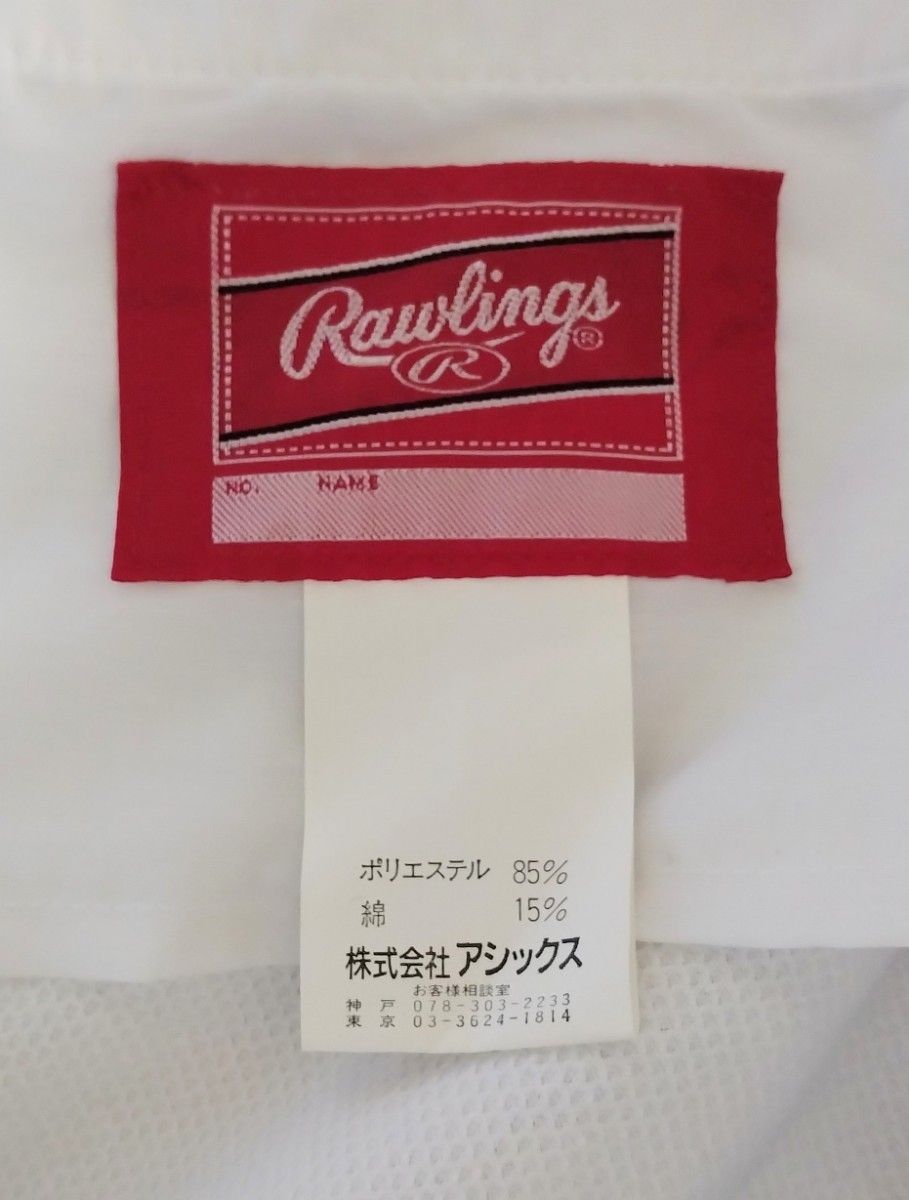 Rawlings ®
R
NO. NAME
ポリエステル 85%
綿 15%
株式会社 アシックス
お客様相談室
神戸 078-303-2233
東京 03-3624-1814